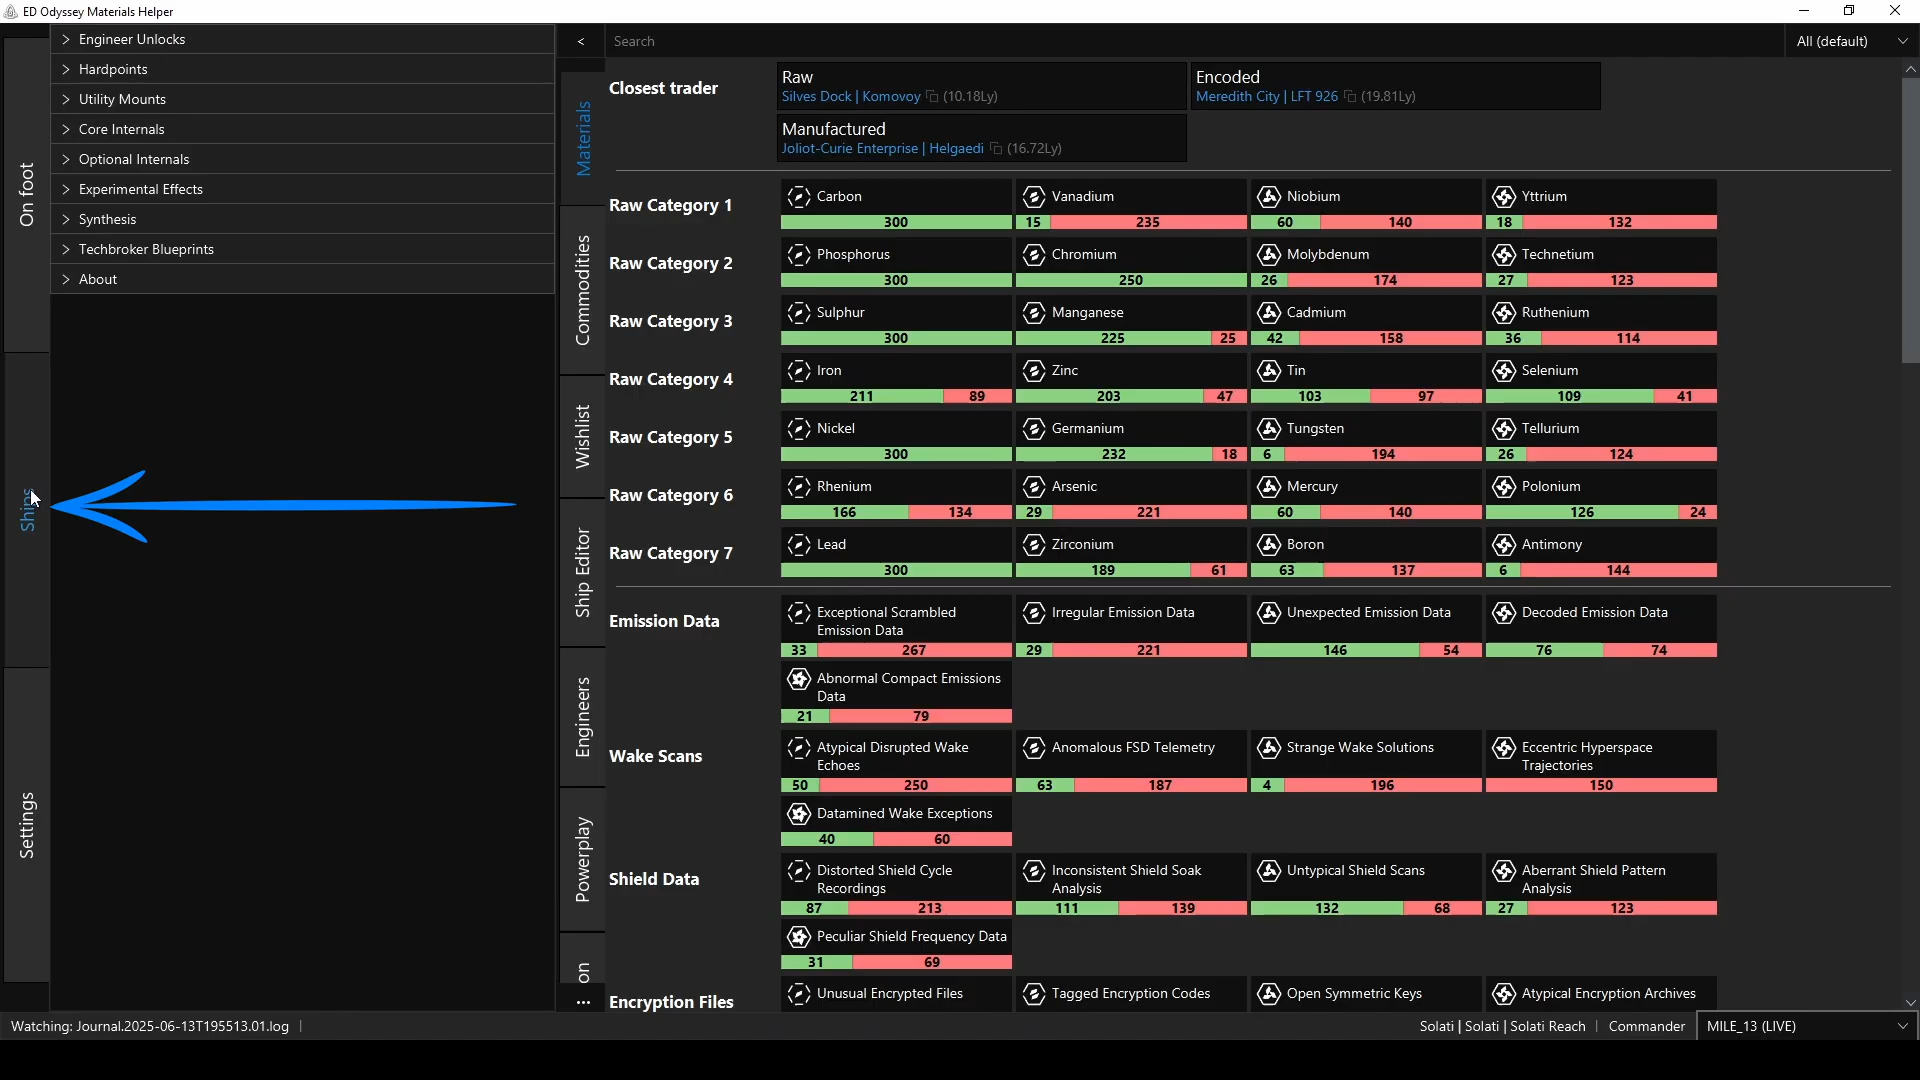 ED Odyssey Materials Helper
On foot
Ships
Settings
Engineer Unlocks
Hardpoints
Utility Mounts
Core Internals
Optional Internals
Experimental Effects
Synthesis
Techbroker Blueprints
About
<
Search
All (default)
Materials
Commodities
Wishlist
Ship Editor
Engineers
Powerplay
on
...
Closest trader
Raw
Silves Dock | Komovoy (10.18Ly)
Encoded
Meredith City | LFT 926 (19.81Ly)
Manufactured
Joliot-Curie Enterprise | Helgaedi (16.72Ly)
Raw Category 1
Carbon
300
Vanadium
15 235
Niobium
60 140
Yttrium
18 132
Raw Category 2
Phosphorus
300
Chromium
250
Molybdenum
26 174
Technetium
27 123
Raw Category 3
Sulphur
300
Manganese
225 25
Cadmium
42 158
Ruthenium
36 114
Raw Category 4
Iron
211 89
Zinc
203 47
Tin
103 97
Selenium
109 41
Raw Category 5
Nickel
300
Germanium
232 18
Tungsten
6 194
Tellurium
26 124
Raw Category 6
Rhenium
166 134
Arsenic
29 221
Mercury
60 140
Polonium
126 24
Raw Category 7
Lead
300
Zirconium
189 61
Boron
63 137
Antimony
6 144
Emission Data
Exceptional Scrambled
Emission Data
33 267
Irregular Emission Data
29 221
Unexpected Emission Data
146 54
Decoded Emission Data
76 74
Abnormal Compact Emissions
Data
21 79
Wake Scans
Atypical Disrupted Wake
Echoes
50 250
Anomalous FSD Telemetry
63 187
Strange Wake Solutions
4 196
Eccentric Hyperspace
Trajectories
150
Datamined Wake Exceptions
40 60
Shield Data
Distorted Shield Cycle
Recordings
87 213
Inconsistent Shield Soak
Analysis
111 139
Untypical Shield Scans
132 68
Aberrant Shield Pattern
Analysis
27 123
Peculiar Shield Frequency Data
31 69
Encryption Files
Unusual Encrypted Files
Tagged Encryption Codes
Open Symmetric Keys
Atypical Encryption Archives
Watching: Journal.2025-06-13T195513.01.log |
Solati | Solati | Solati Reach | Commander
MILE_13 (LIVE)